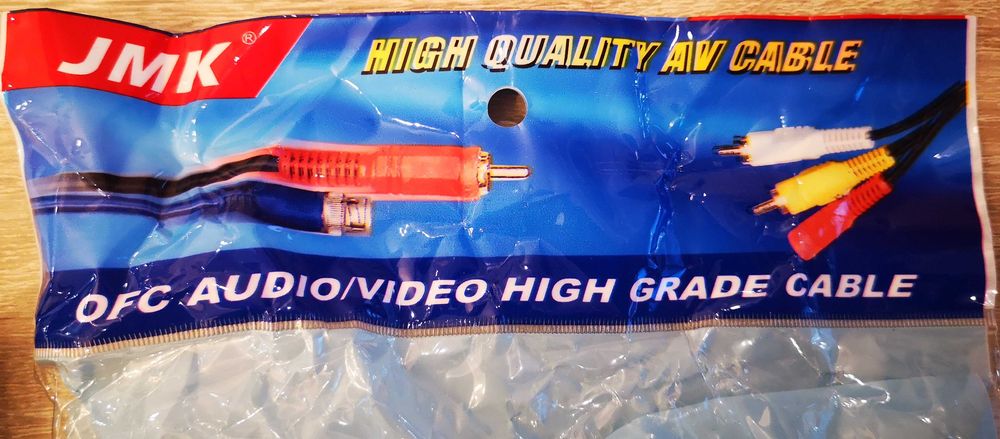 JMK®
HIGH QUALITY AV CABLE
OFC AUDIO/VIDEO HIGH GRADE CABLE